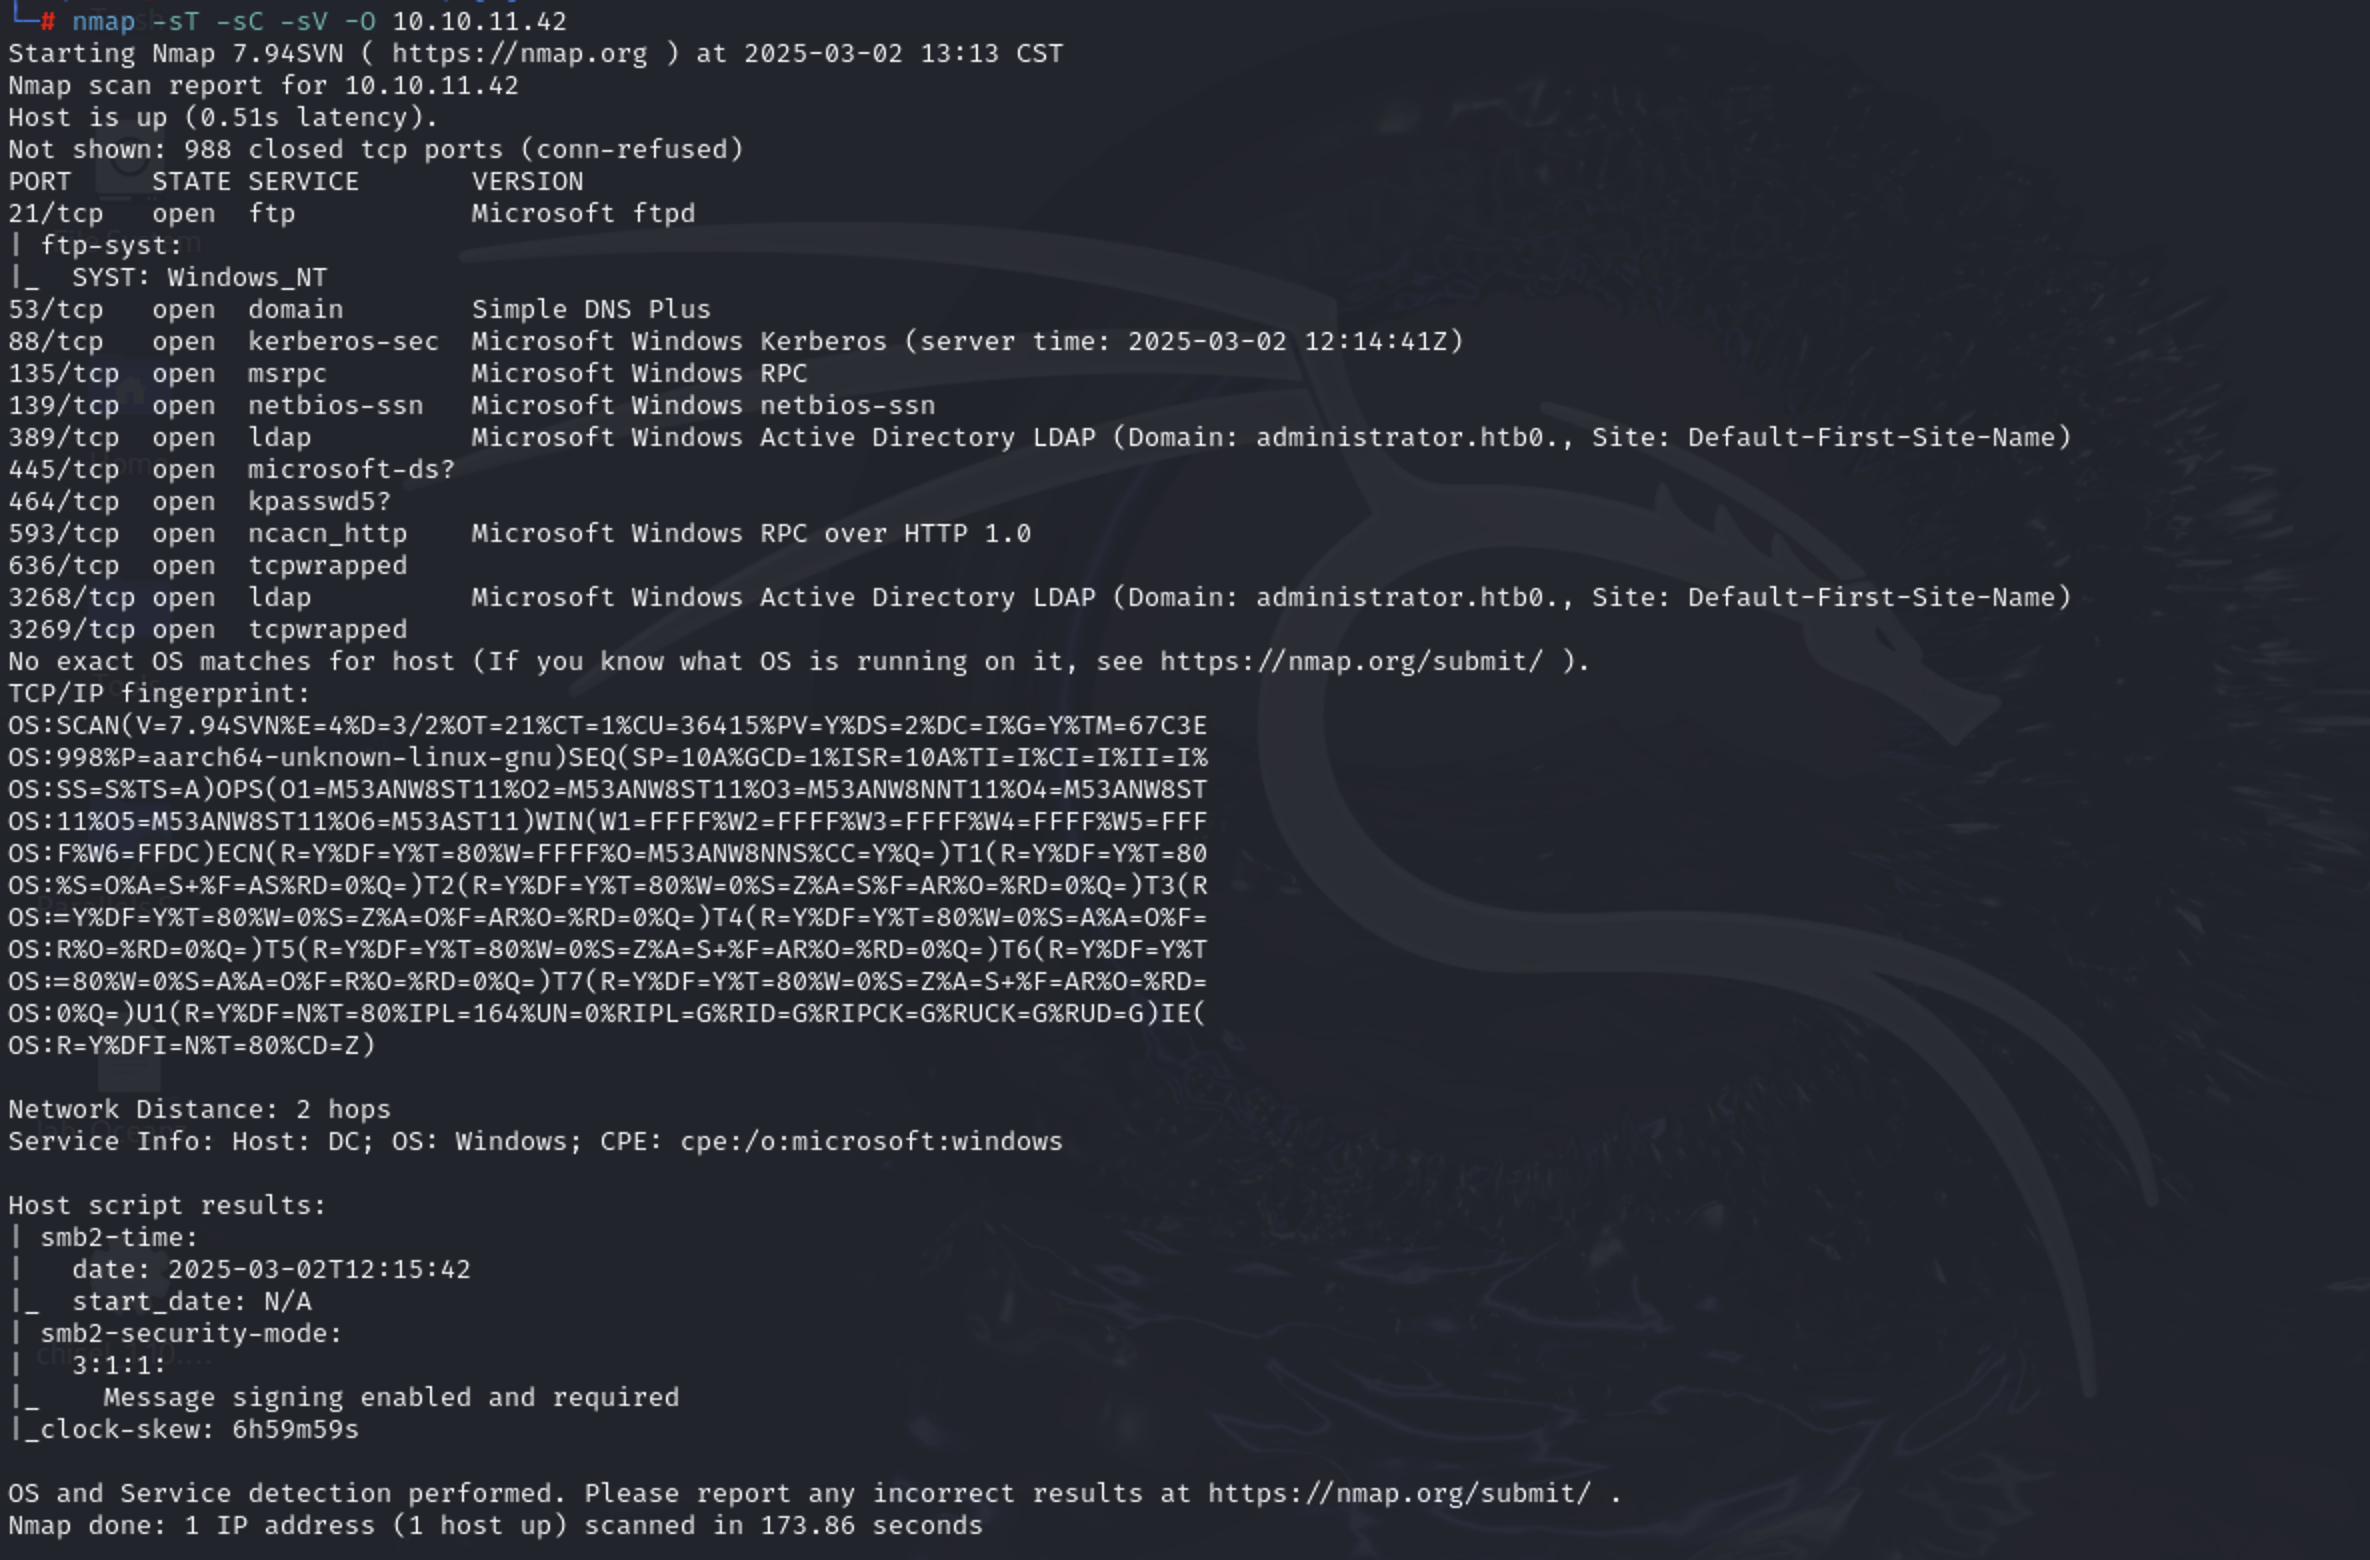 └─# nmap -sT -sC -sV -O 10.10.11.42
Starting Nmap 7.94SVN ( https://nmap.org ) at 2025-03-02 13:13 CST
Nmap scan report for 10.10.11.42
Host is up (0.51s latency).
Not shown: 988 closed tcp ports (conn-refused)
PORT     STATE SERVICE       VERSION
21/tcp   open  ftp           Microsoft ftpd
| ftp-syst:
|_  SYST: Windows_NT
53/tcp   open  domain        Simple DNS Plus
88/tcp   open  kerberos-sec  Microsoft Windows Kerberos (server time: 2025-03-02 12:14:41Z)
135/tcp  open  msrpc         Microsoft Windows RPC
139/tcp  open  netbios-ssn   Microsoft Windows netbios-ssn
389/tcp  open  ldap          Microsoft Windows Active Directory LDAP (Domain: administrator.htb0., Site: Default-First-Site-Name)
445/tcp  open  microsoft-ds?
464/tcp  open  kpasswd5?
593/tcp  open  ncacn_http    Microsoft Windows RPC over HTTP 1.0
636/tcp  open  tcpwrapped
3268/tcp open  ldap          Microsoft Windows Active Directory LDAP (Domain: administrator.htb0., Site: Default-First-Site-Name)
3269/tcp open  tcpwrapped
No exact OS matches for host (If you know what OS is running on it, see https://nmap.org/submit/ ).
TCP/IP fingerprint:
OS:SCAN(V=7.94SVN%E=4%D=3/2%OT=21%CT=1%CU=36415%PV=Y%DS=2%DC=I%G=Y%TM=67C3E
OS:998%P=aarch64-unknown-linux-gnu)SEQ(SP=10A%GCD=1%ISR=10A%TI=I%CI=I%II=I%
OS:SS=S%TS=A)OPS(O1=M53ANW8ST11%O2=M53ANW8ST11%O3=M53ANW8NNT11%O4=M53ANW8ST
OS:11%O5=M53ANW8ST11%O6=M53AST11)WIN(W1=FFFF%W2=FFFF%W3=FFFF%W4=FFFF%W5=FFF
OS:F%W6=FFDC)ECN(R=Y%DF=Y%T=80%W=FFFF%O=M53ANW8NNS%CC=Y%Q=)T1(R=Y%DF=Y%T=80
OS:%S=O%A=S+%F=AS%RD=0%Q=)T2(R=Y%DF=Y%T=80%W=0%S=Z%A=S%F=AR%O=%RD=0%Q=)T3(R
OS:=Y%DF=Y%T=80%W=0%S=Z%A=O%F=AR%O=%RD=0%Q=)T4(R=Y%DF=Y%T=80%W=0%S=A%A=O%F=
OS:R%O=%RD=0%Q=)T5(R=Y%DF=Y%T=80%W=0%S=Z%A=S+%F=AR%O=%RD=0%Q=)T6(R=Y%DF=Y%T
OS:=80%W=0%S=A%A=O%F=R%O=%RD=0%Q=)T7(R=Y%DF=Y%T=80%W=0%S=Z%A=S+%F=AR%O=%RD=
OS:0%Q=)U1(R=Y%DF=N%T=80%IPL=164%UN=0%RIPL=G%RID=G%RIPCK=G%RUCK=G%RUD=G)IE(
OS:R=Y%DFI=N%T=80%CD=Z)
Network Distance: 2 hops
Service Info: Host: DC; OS: Windows; CPE: cpe:/o:microsoft:windows
Host script results:
| smb2-time:
|   date: 2025-03-02T12:15:42
|_  start_date: N/A
| smb2-security-mode:
|   3:1:1:
|_    Message signing enabled and required
|_clock-skew: 6h59m59s
OS and Service detection performed. Please report any incorrect results at https://nmap.org/submit/ .
Nmap done: 1 IP address (1 host up) scanned in 173.86 seconds